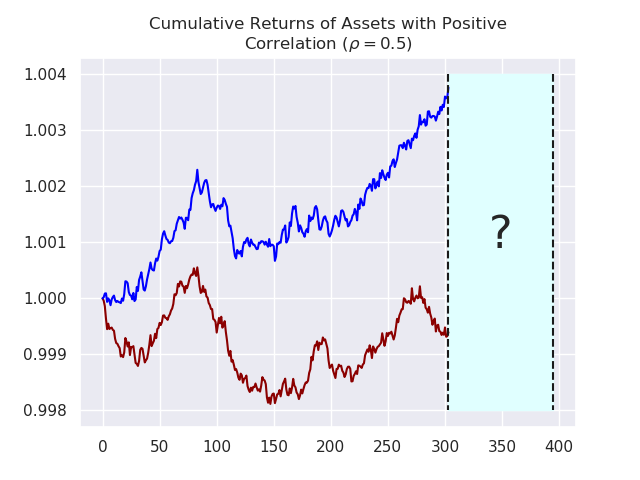 Cumulative Returns of Assets with Positive
Correlation (ρ = 0.5)
1.004
1.003
1.002
1.001
1.000
0.999
0.998
?
0 50 100 150 200 250 300 350 400